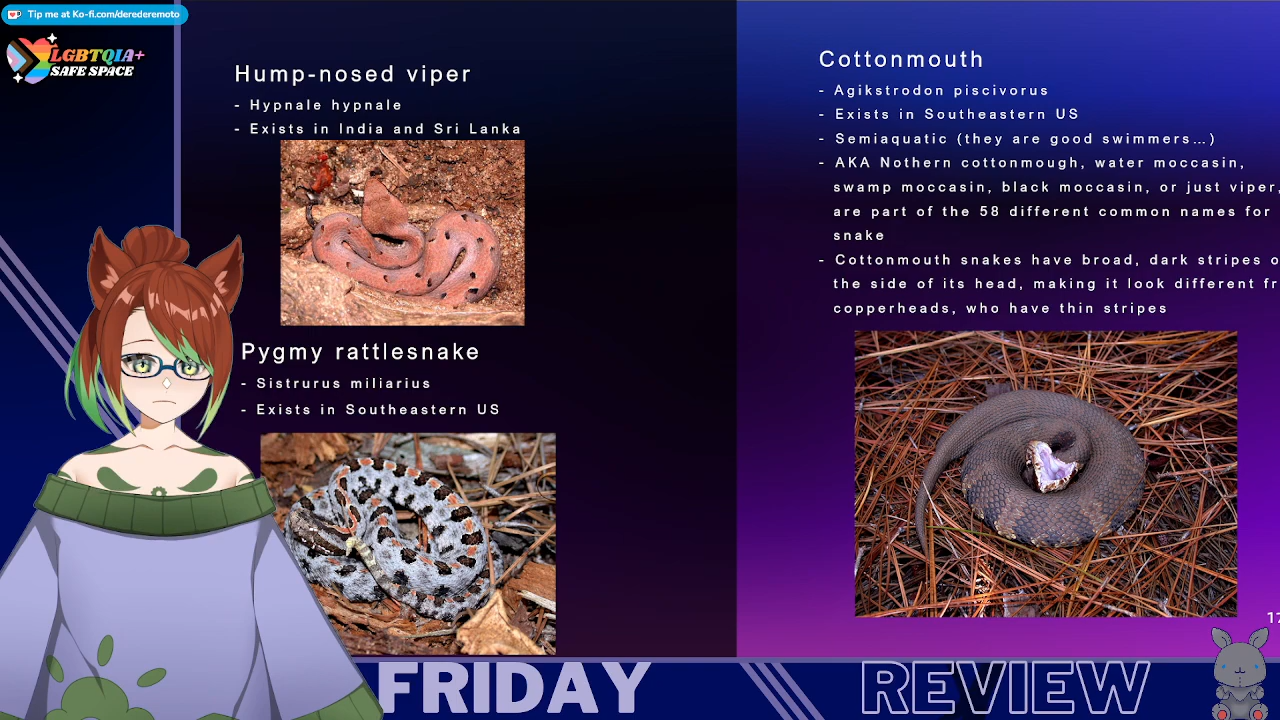 Tip me at Ko-fi.com/derederemoto
LGBTQIA+
SAFE SPACE
Hump-nosed viper
- Hypnale hypnale
- Exists in India and Sri Lanka
Pygmy rattlesnake
- Sistrurus miliarius
- Exists in Southeastern US
Cottonmouth
- Agikstrodon piscivorus
- Exists in Southeastern US
- Semiaquatic (they are good swimmers…)
- AKA Nothern cottonmough, water moccasin,
swamp moccasin, black moccasin, or just viper,
are part of the 58 different common names for
snake
- Cottonmouth snakes have broad, dark stripes
the side of its head, making it look different
copperheads, who have thin stripes
FRIDAY
REVIEW